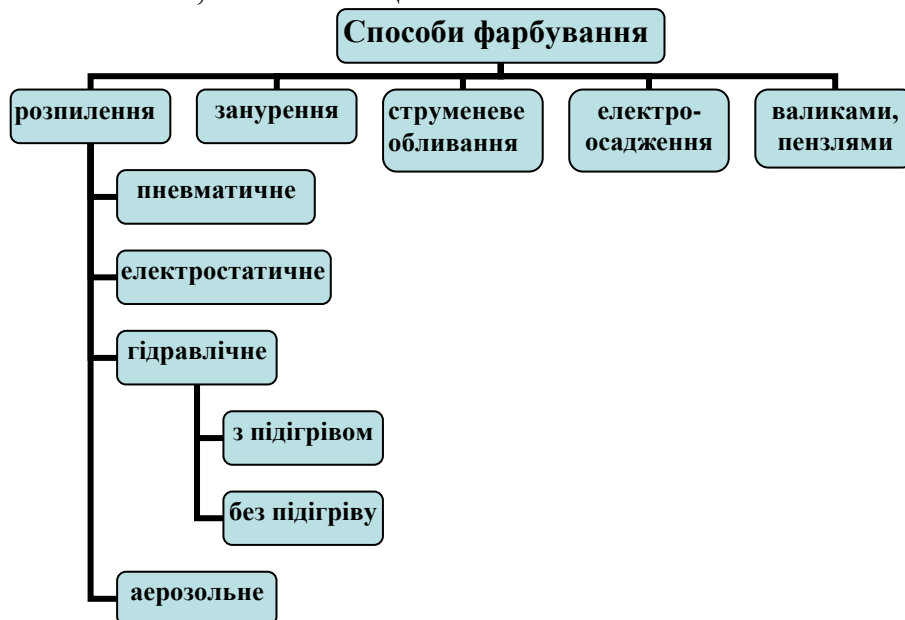 Способи фарбування
розпилення
занурення
струменеве
обливання
електро-
осадження
валиками,
пензлями
пневматичне
електростатичне
гідравлічне
з підігрівом
без підігріву
аерозольне